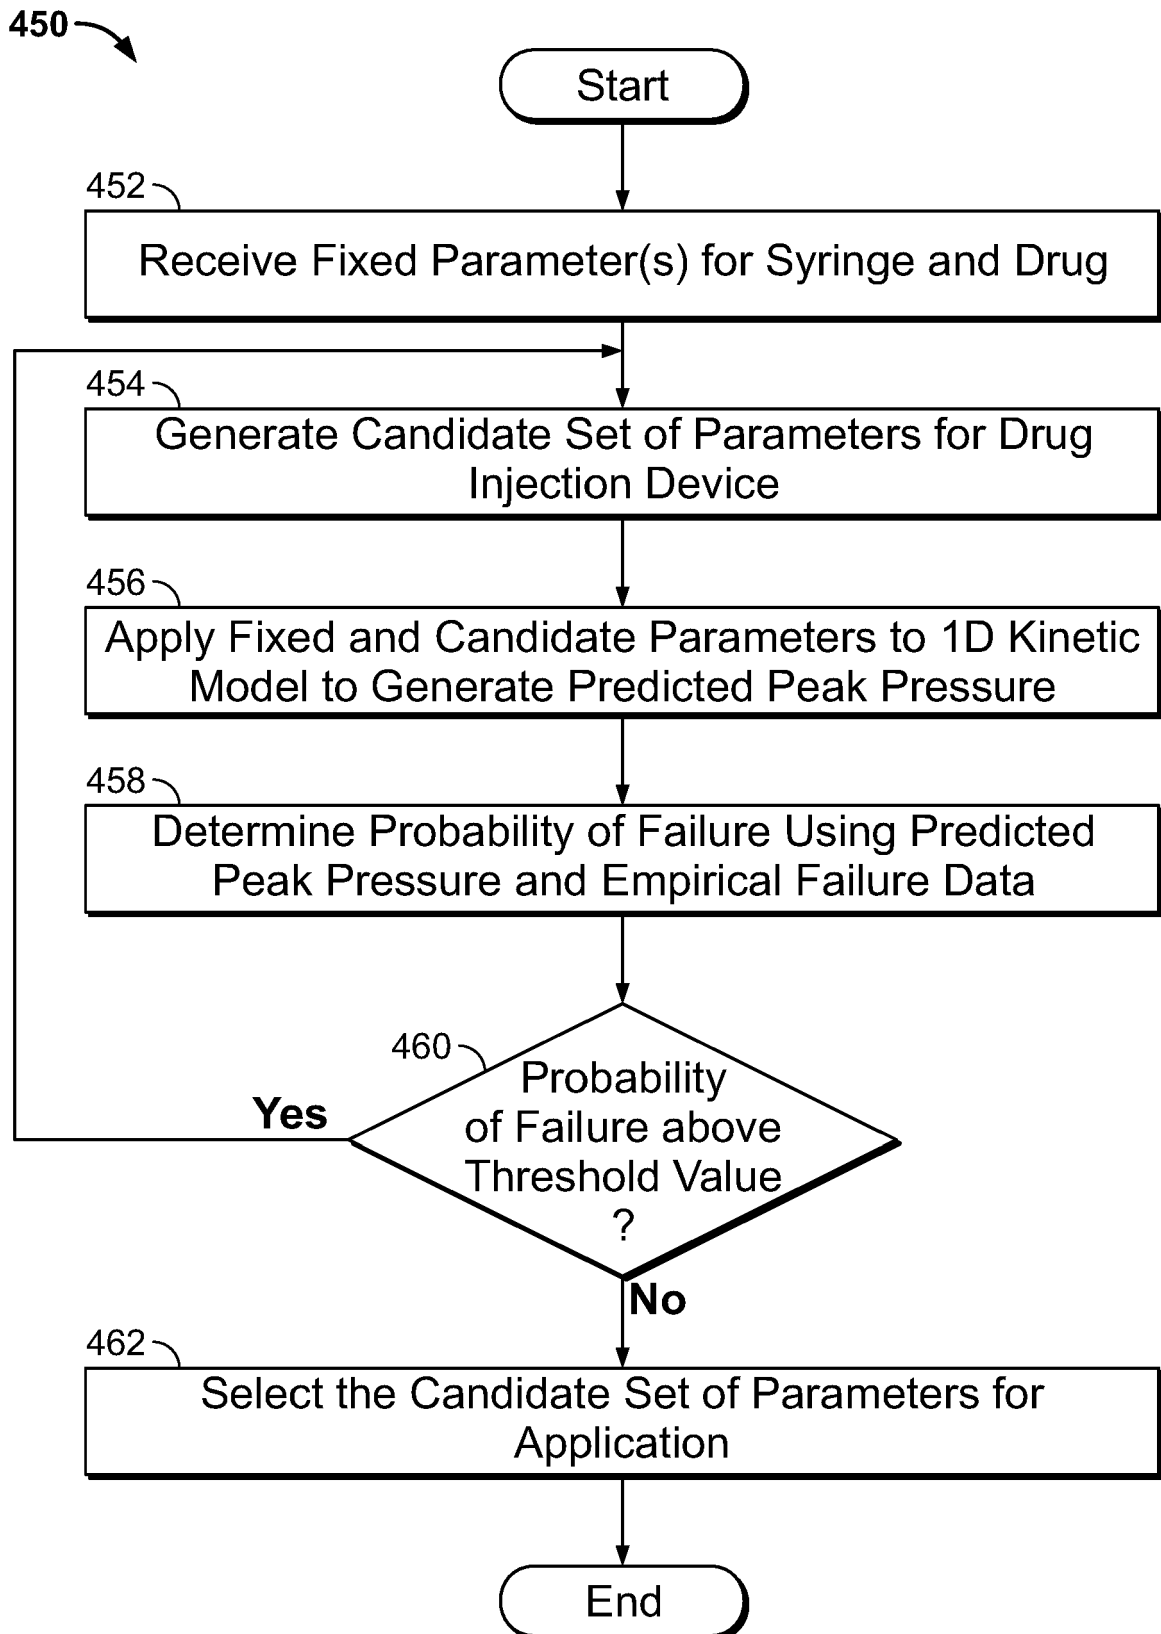 450
Start
452
Receive Fixed Parameter(s) for Syringe and Drug
454
Generate Candidate Set of Parameters for Drug
Injection Device
456
Apply Fixed and Candidate Parameters to 1D Kinetic
Model to Generate Predicted Peak Pressure
458
Determine Probability of Failure Using Predicted
Peak Pressure and Empirical Failure Data
460
Probability
of Failure above
Threshold Value
?
Yes
No
462
Select the Candidate Set of Parameters for
Application
End